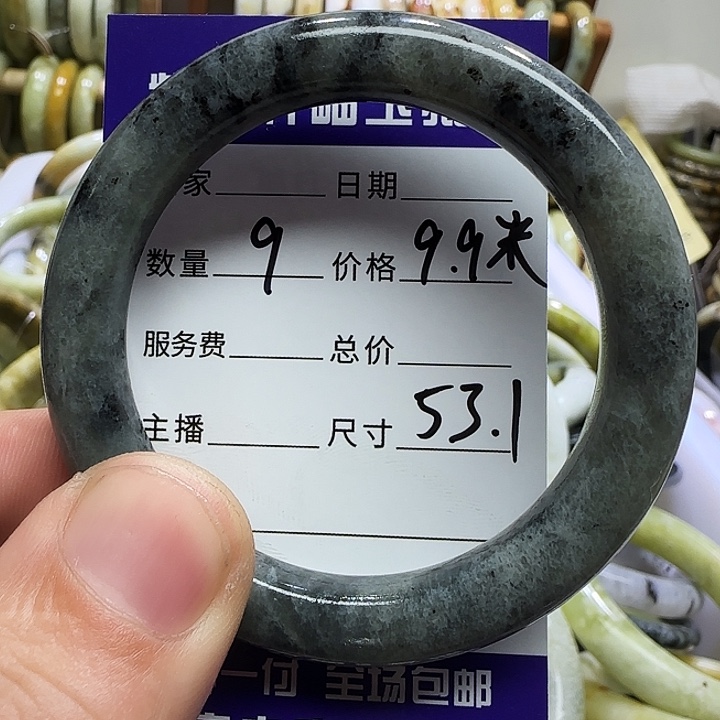 家 日期
数量 9 价格 9.9米
服务费 总价
主播 尺寸 53.1
一付 全场包邮